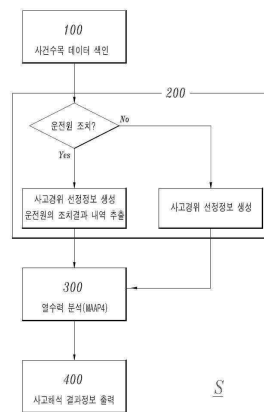 100
사건수목 데이터 색인
200
운전원 조치?
No
Yes
사고경위 선정정보 생성
운전원의 조치결과 내역 추출
사고경위 선정정보 생성
300
열수력 분석(MAAP4)
400
사고해석 결과정보 출력
S